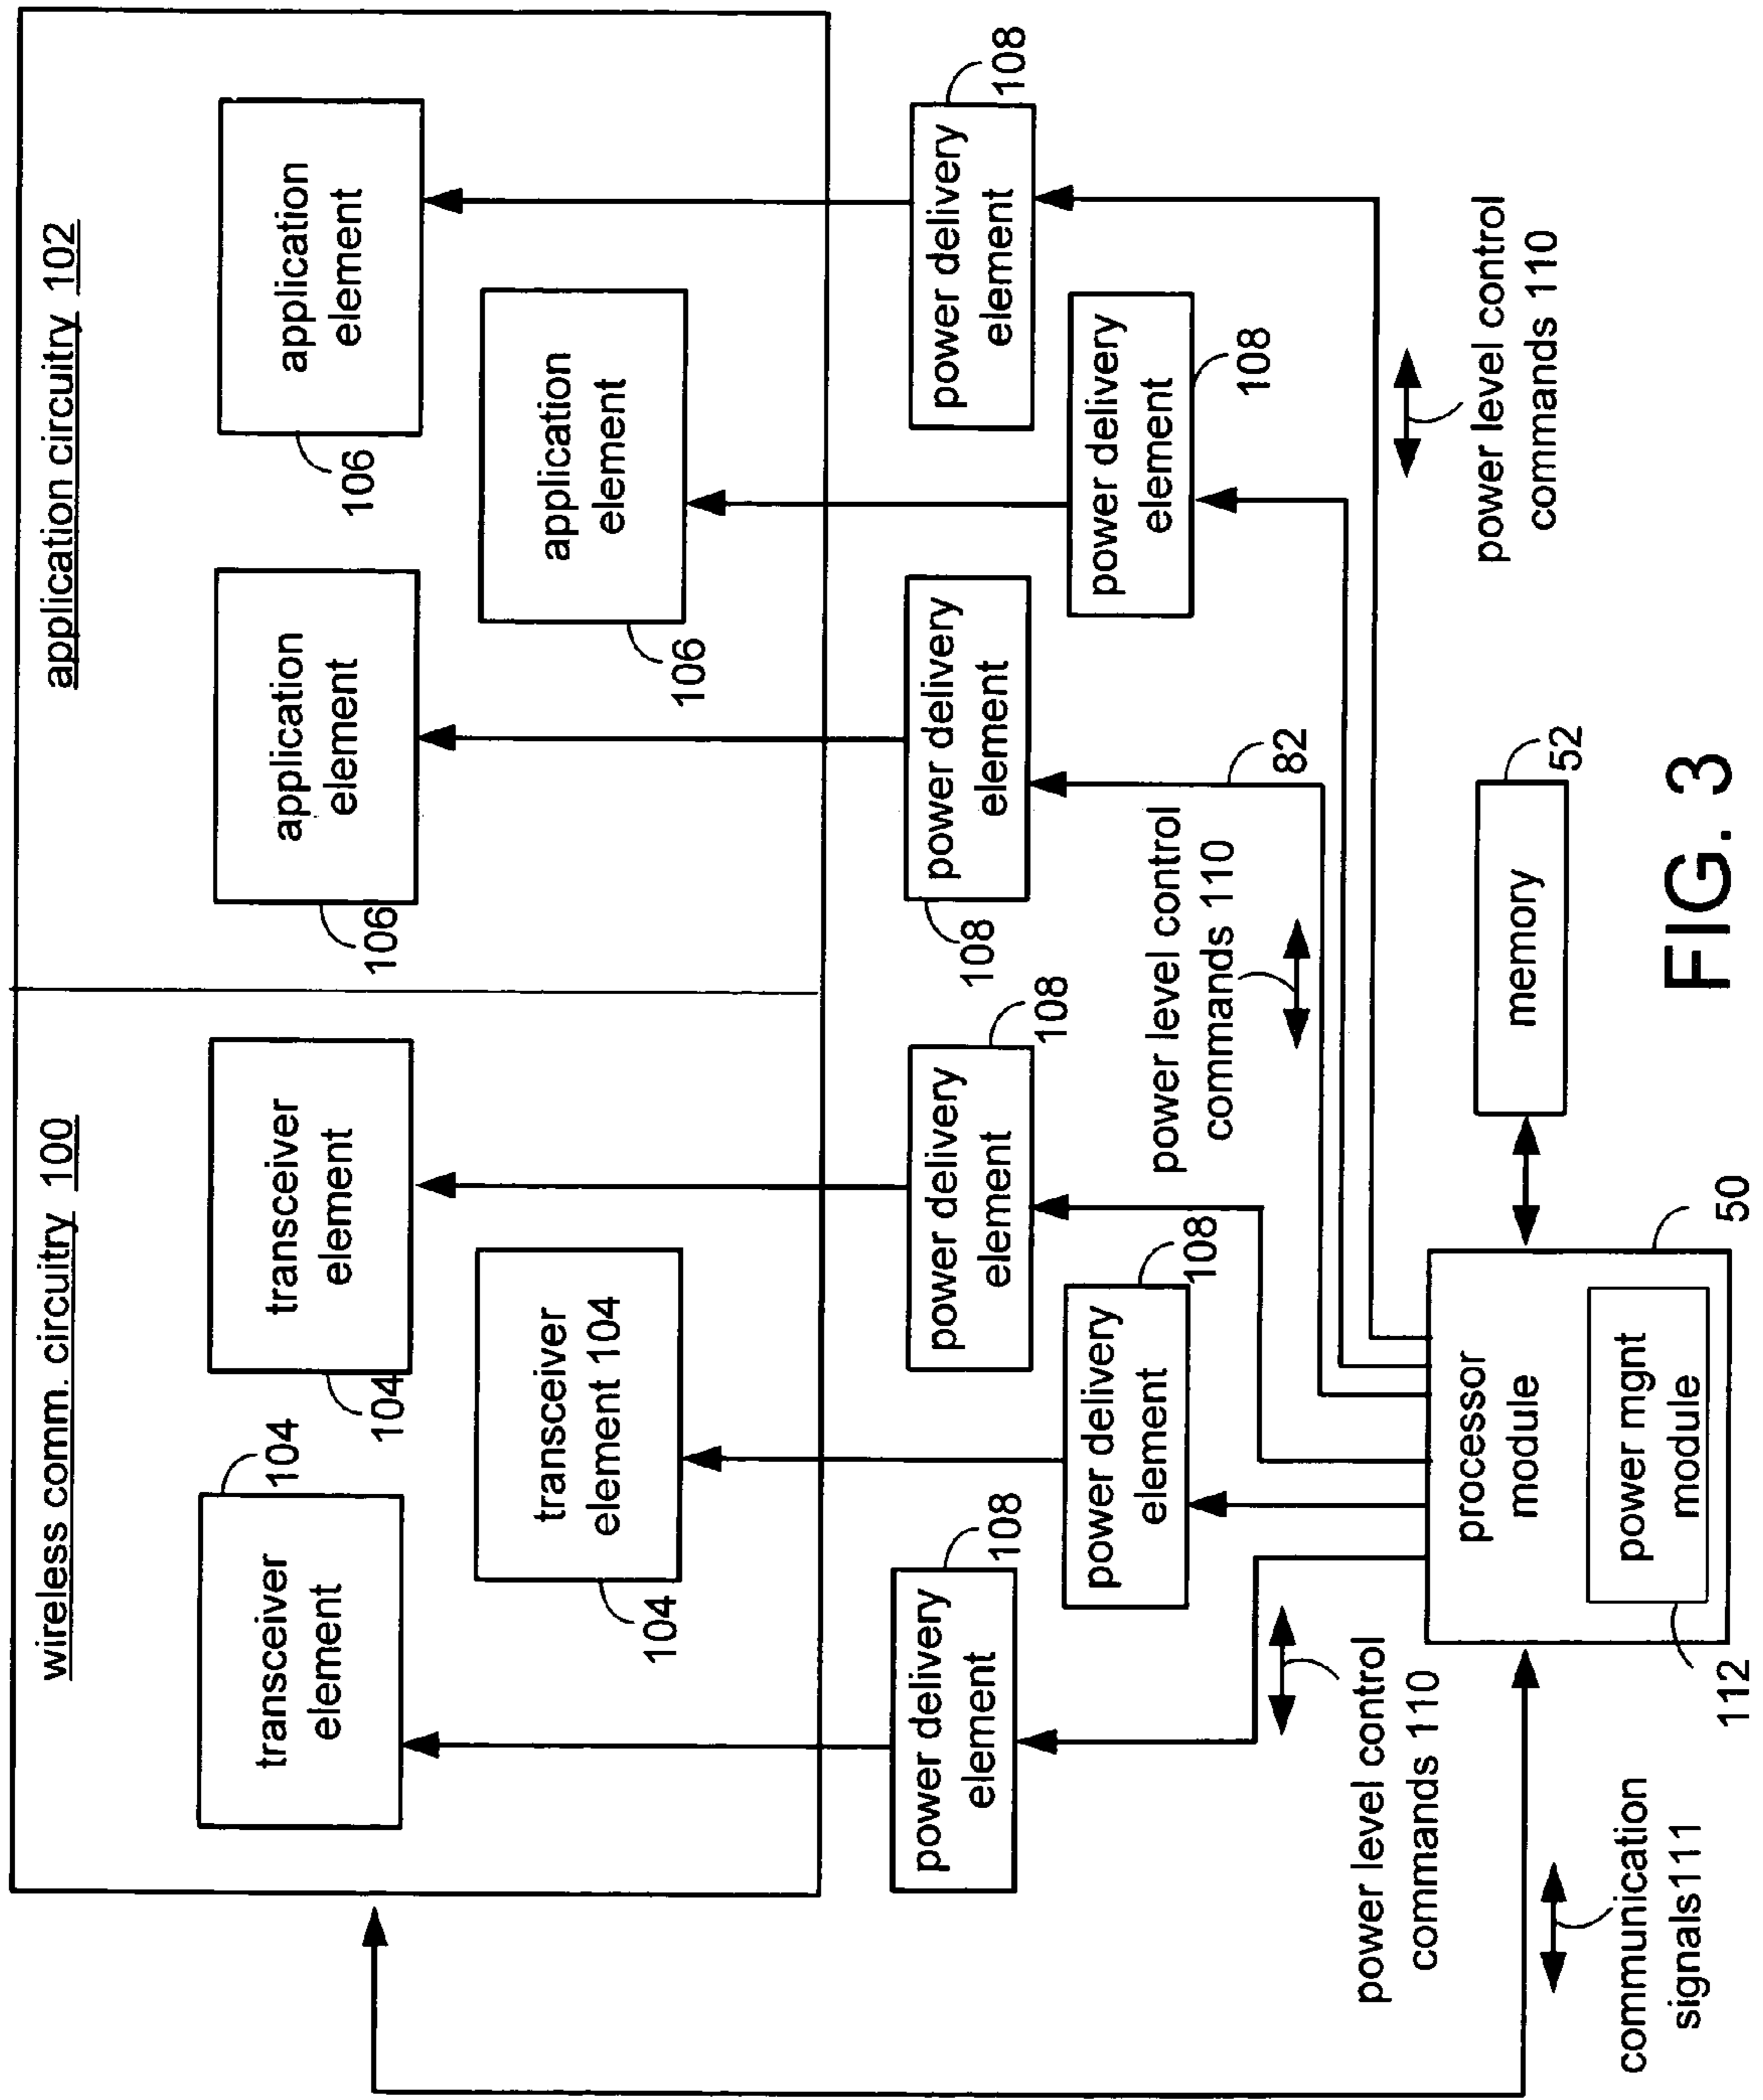 wireless comm. circuitry 100
application circuitry 102
transceiver
element
104
transceiver
element
104
transceiver
element 104
104
application
element
106
application
element
106
application
element
106
power delivery
element
108
power delivery
element
108
power delivery
element
108
power delivery
element
108
power delivery
element
108
power delivery
element
108
power level control
commands 110
power level control
commands 110
power level control
commands 110
82
communication
signals111
processor
module
50
power mgnt
module
112
memory
52
FIG. 3